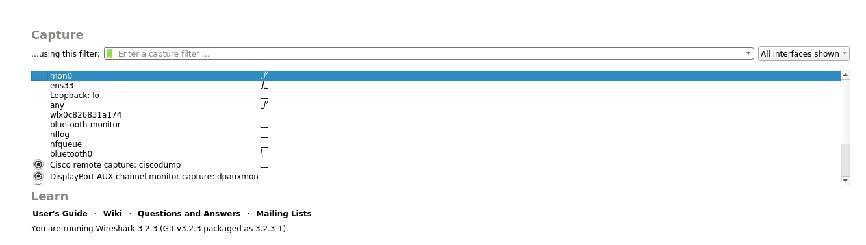 Capture
...using this filter: Enter a capture filter ... All interfaces shown
mon0
ens33
Loopback: lo
any
wlx0c826831a174
bluetooth-monitor
nflog
nfqueue
bluetooth0
Cisco remote capture: ciscodump
DisplayPort AUX channel monitor capture: dpauxmon
Learn
User's Guide · Wiki · Questions and Answers · Mailing Lists
You are running Wireshark 3.2.3 (Git v3.2.3 packaged as 3.2.3-1).